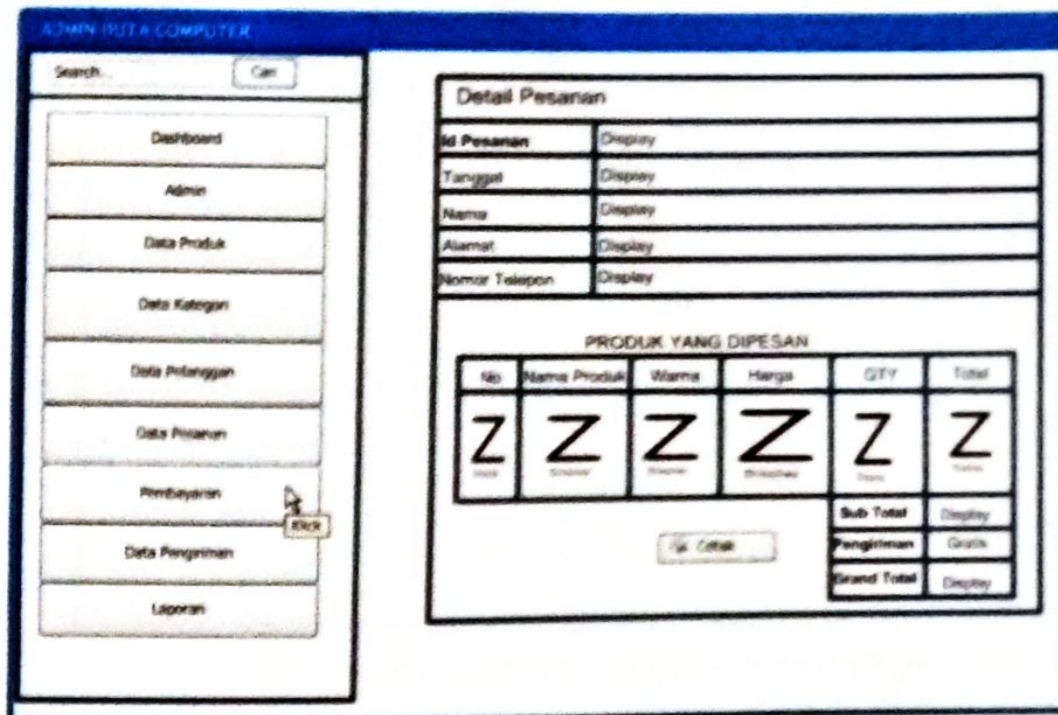 ADMIN DUTA COMPUTER
Search... Cari
Dashboard
Admin
Data Produk
Data Kategori
Data Pelanggan
Data Pesanan
Pembayaran
Klick
Data Pengiriman
Laporan
Detail Pesanan
Id Pesanan Display
Tanggal Display
Nama Display
Alamat Display
Nomor Telepon Display
PRODUK YANG DIPESAN
No Nama Produk Warna Harga QTY Total
Z Z Z Z Z Z
Sub Total Display
Pengiriman Gratis
Grand Total Display
Cetak